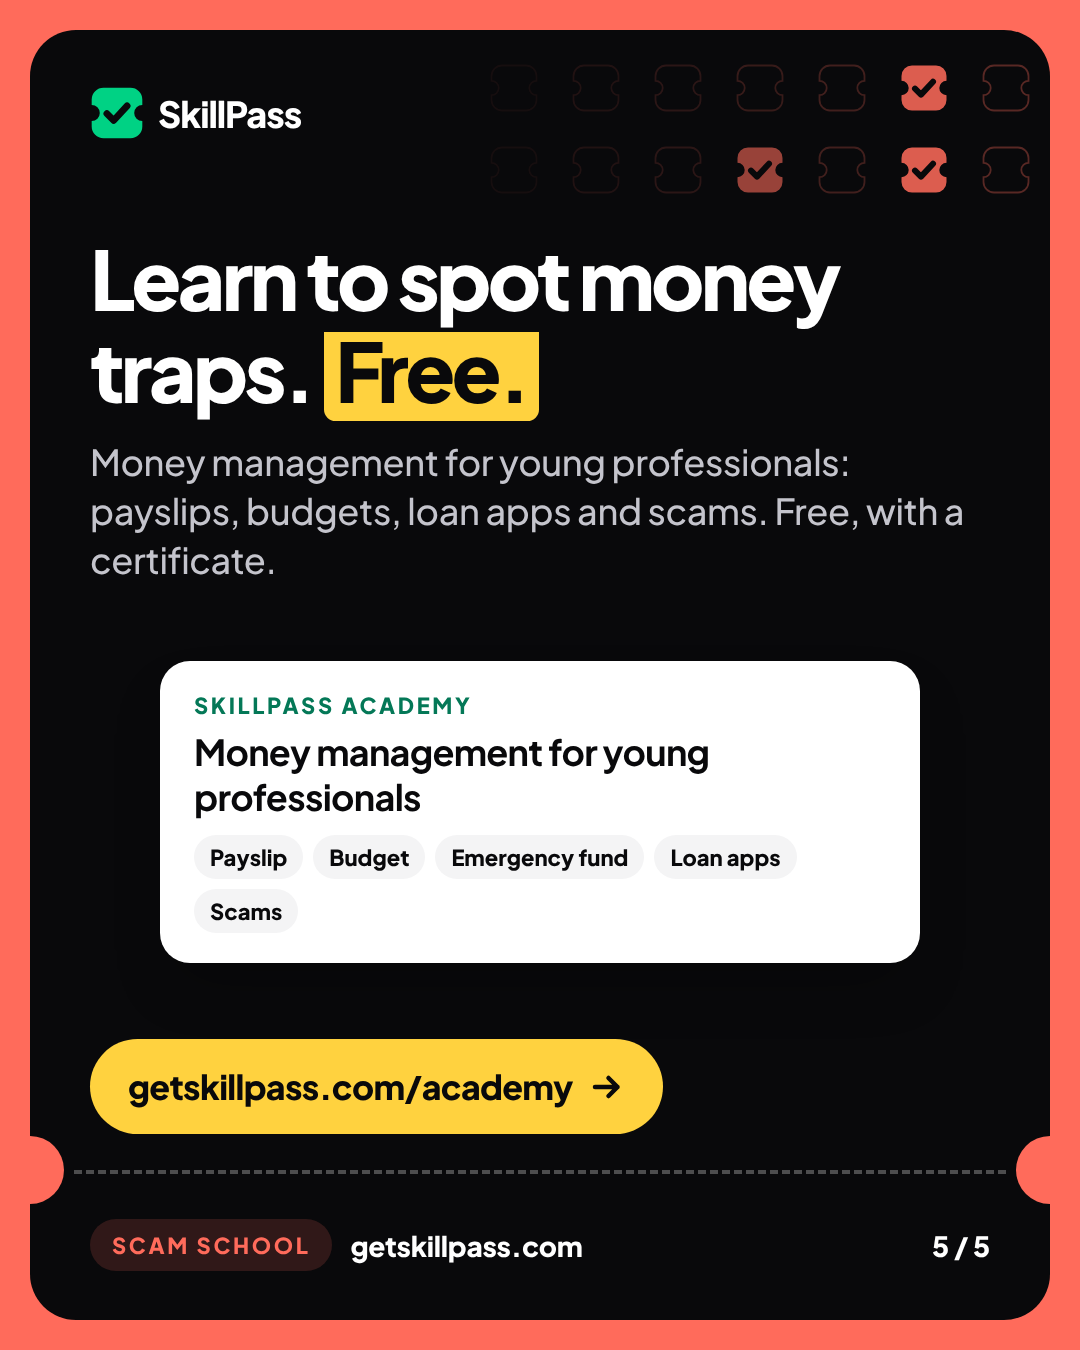 SkillPass
Learn to spot money
traps. Free.
Money management for young professionals:
payslips, budgets, loan apps and scams. Free, with a
certificate.
SKILLPASS ACADEMY
Money management for young
professionals
Payslip Budget Emergency fund Loan apps
Scams
getskillpass.com/academy →
SCAM SCHOOL getskillpass.com 5 / 5